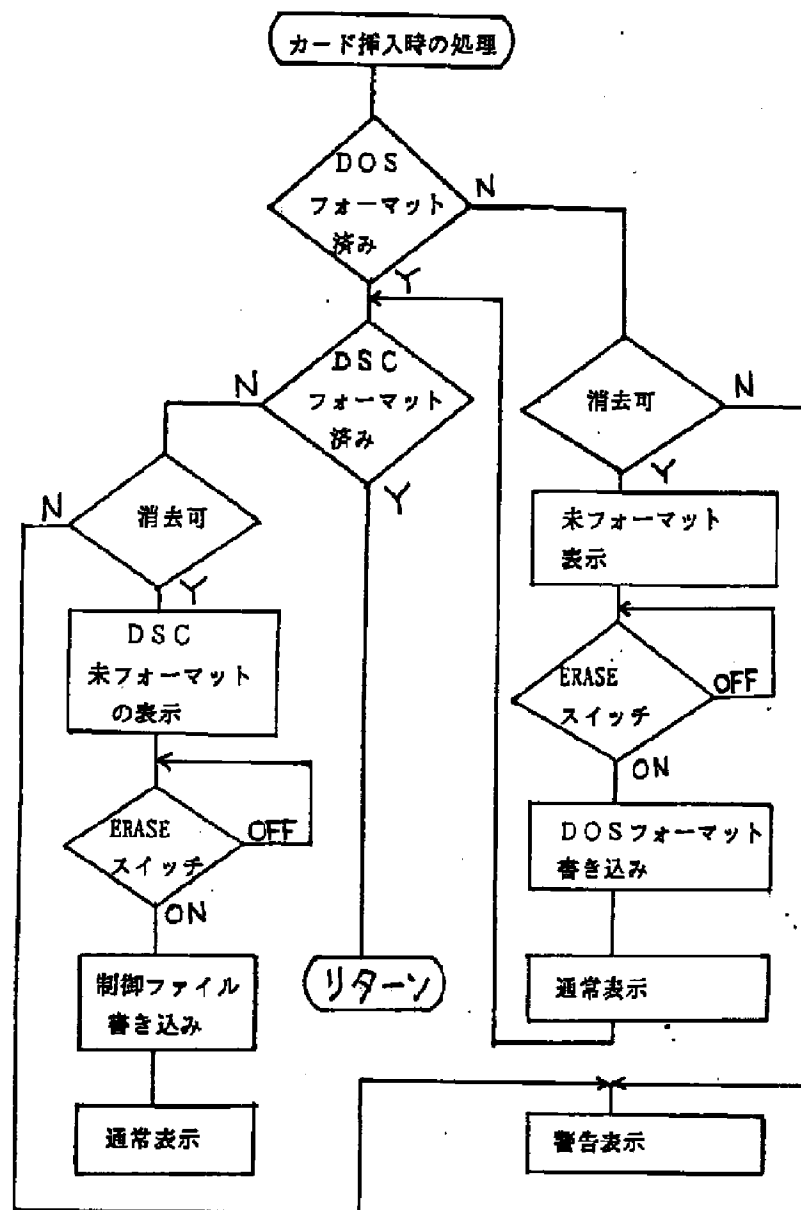 カード挿入時の処理
DOS
フォーマット
済み
N
Y
DSC
フォーマット
済み
N
Y
消去可
N
Y
消去可
N
Y
未フォーマット
表示
DSC
未フォーマット
の表示
ERASE
スイッチ
OFF
ON
ERASE
スイッチ
OFF
ON
DOSフォーマット
書き込み
制御ファイル
書き込み
リターン
通常表示
通常表示
警告表示